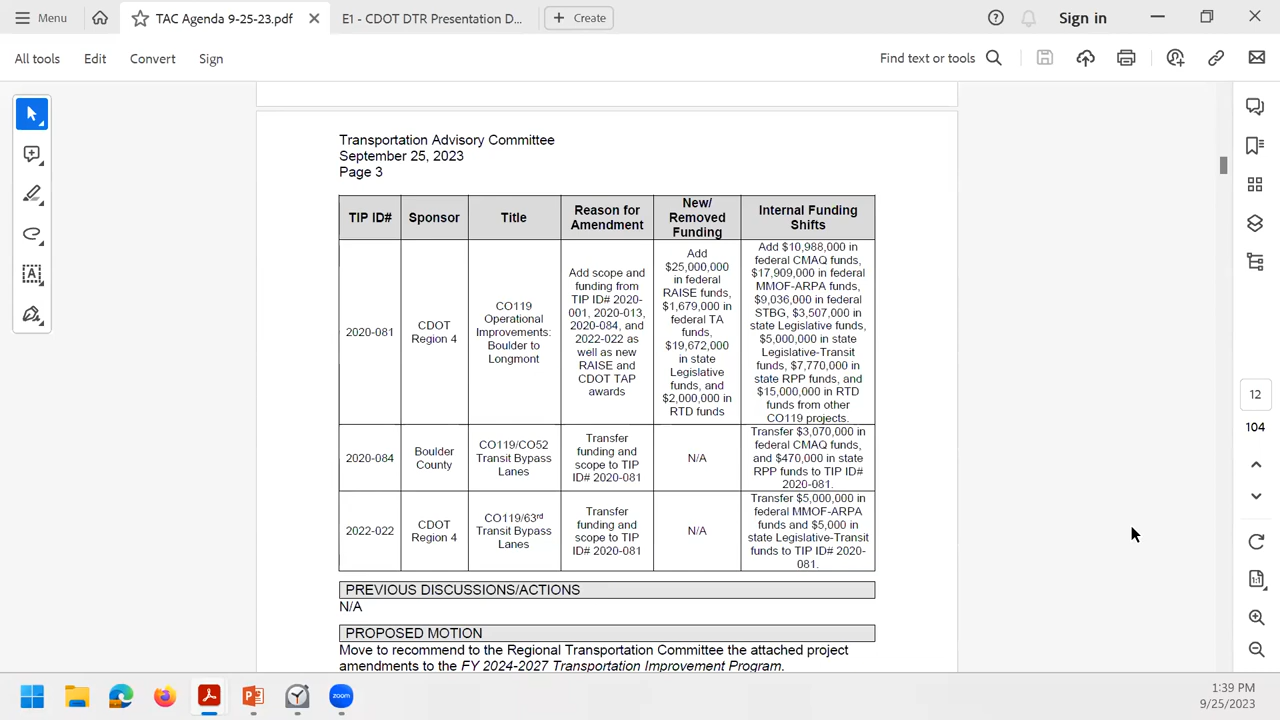 Menu
TAC Agenda 9-25-23.pdf
E1 - CDOT DTR Presentation D...
Create
Sign in
All tools
Edit
Convert
Sign
Find text or tools
Transportation Advisory Committee
September 25, 2023
Page 3
TIP ID#
Sponsor
Title
Reason for
Amendment
New/
Removed
Funding
Internal Funding
Shifts
2020-081
CDOT
Region 4
CO119
Operational
Improvements:
Boulder to
Longmont
Add scope and
funding from
TIP ID# 2020-
001, 2020-013,
2020-084, and
2022-022 as
well as new
RAISE and
CDOT TAP
awards
Add
$25,000,000
in federal
RAISE funds,
$1,679,000 in
federal TA
funds,
$19,672,000
in state
Legislative
funds, and
$2,000,000 in
RTD funds
Add $10,988,000 in
federal CMAQ funds,
$17,909,000 in federal
MMOF-ARPA funds,
$9,036,000 in federal
STBG, $3,507,000 in
state Legislative funds,
$5,000,000 in state
Legislative-Transit
funds, $7,770,000 in
state RPP funds, and
$15,000,000 in RTD
funds from other
CO119 projects.
2020-084
Boulder
County
CO119/CO52
Transit Bypass
Lanes
Transfer
funding and
scope to TIP
ID# 2020-081
N/A
Transfer $3,070,000 in
federal CMAQ funds,
and $470,000 in state
RPP funds to TIP ID#
2020-081.
2022-022
CDOT
Region 4
CO119/63rd
Transit Bypass
Lanes
Transfer
funding and
scope to TIP
ID# 2020-081
N/A
Transfer $5,000,000 in
federal MMOF-ARPA
funds and $5,000 in
state Legislative-Transit
funds to TIP ID# 2020-
081.
PREVIOUS DISCUSSIONS/ACTIONS
N/A
PROPOSED MOTION
Move to recommend to the Regional Transportation Committee the attached project
amendments to the FY 2024-2027 Transportation Improvement Program.
12
104
1:1
zoom
1:39 PM
9/25/2023